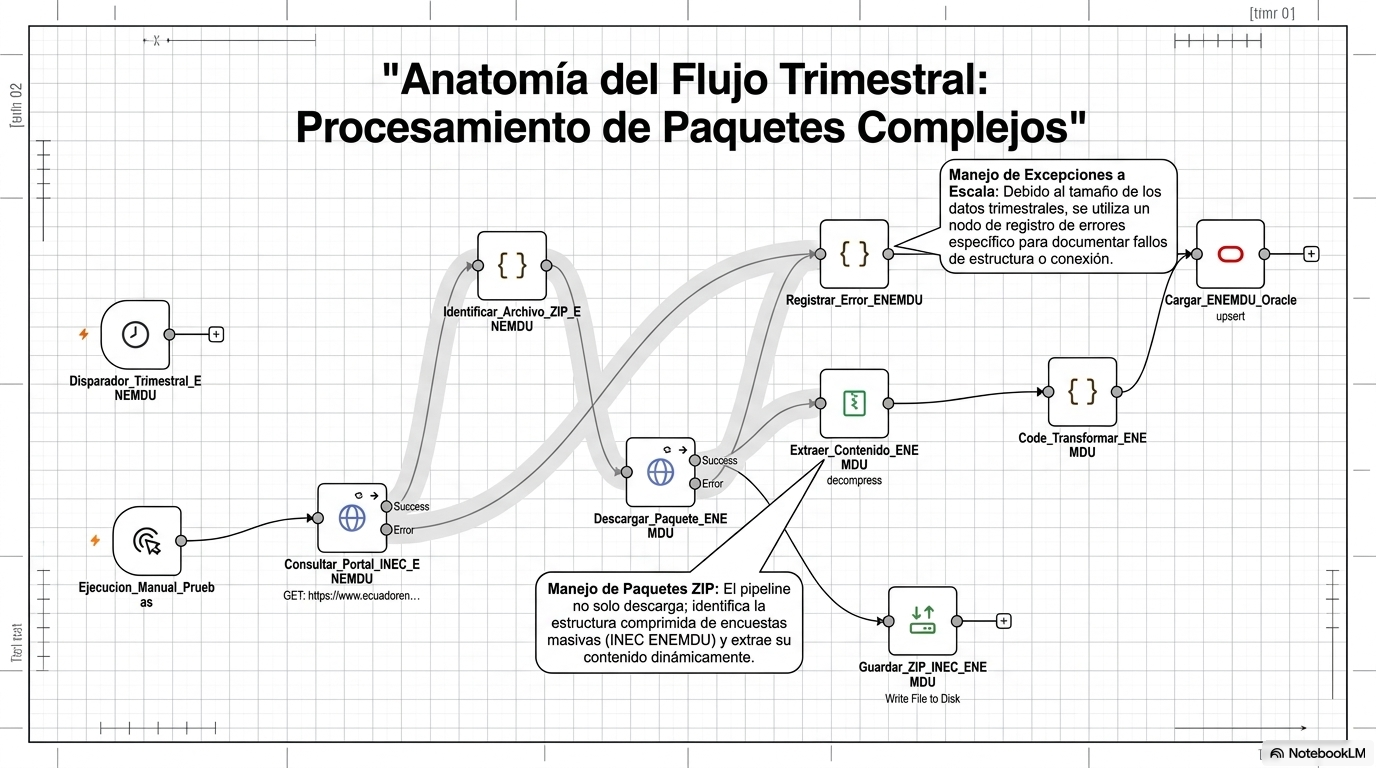 [timr 01]
"Anatomía del Flujo Trimestral:
Procesamiento de Paquetes Complejos"
Manejo de Excepciones a
Escala: Debido al tamaño de los
datos trimestrales, se utiliza un
nodo de registro de errores
específico para documentar fallos
de estructura o conexión.
{ }
Identificar_Archivo_ZIP_E
NEMDU
{ }
Registrar_Error_ENEMDU
Cargar_ENEMDU_Oracle
upsert
Disparador_Trimestral_E
NEMDU
{ }
Code_Transformar_ENE
MDU
Extraer_Contenido_ENE
MDU
decompress
Success
Error
Descargar_Paquete_ENE
MDU
Success
Error
Consultar_Portal_INEC_E
NEMDU
GET: https://www.ecuadoren...
Ejecucion_Manual_Prueb
as
Manejo de Paquetes ZIP: El pipeline
no solo descarga; identifica la
estructura comprimida de encuestas
masivas (INEC ENEMDU) y extrae su
contenido dinámicamente.
Guardar_ZIP_INEC_ENE
MDU
Write File to Disk
NotebookLM